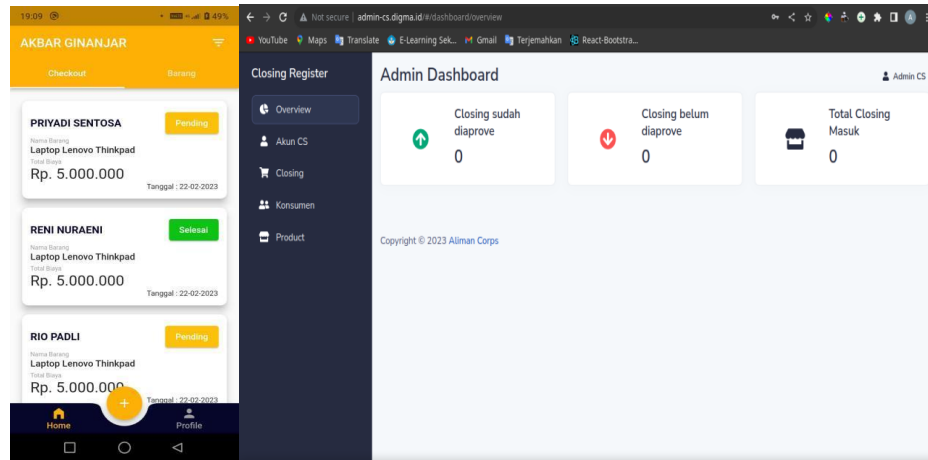 19:09
49%
AKBAR GINANJAR
Checkout
Barang
PRIYADI SENTOSA
Pending
Nama Barang
Laptop Lenovo Thinkpad
Total Biaya
Rp. 5.000.000
Tanggal : 22-02-2023
RENI NURAENI
Selesai
Nama Barang
Laptop Lenovo Thinkpad
Total Biaya
Rp. 5.000.000
Tanggal : 22-02-2023
RIO PADLI
Pending
Nama Barang
Laptop Lenovo Thinkpad
Total Biaya
Rp. 5.000.000
Tanggal : 22-02-2023
+
Home
Profile
Not secure | admin-cs.digma.id/#/dashboard/overview
YouTube Maps Translate E-Learning Sek... Gmail Terjemahkan React-Bootstra...
Closing Register
Overview
Akun CS
Closing
Konsumen
Product
Admin Dashboard
Admin CS
Closing sudah
diaprove
0
Closing belum
diaprove
0
Total Closing
Masuk
0
Copyright © 2023 Aliman Corps